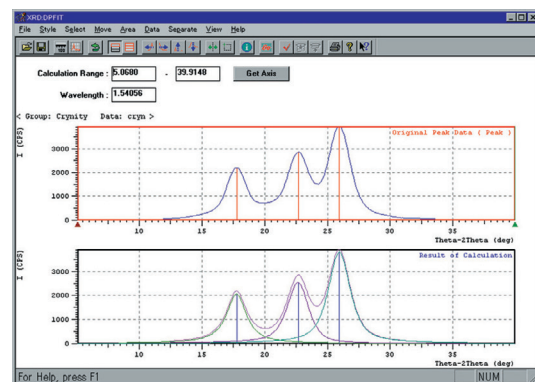 XRD:DPFIT
File Style Select Move Area Data Separate View Help
Calculation Range : 5.0680 - 39.9148 Get Axis
Wavelength : 1.54056
< Group: Crynity Data: cryn >
Original Peak Data ( Peak )
I (CPS)
3000
2000
1000
0
10 15 20 25 30 35
Theta-2Theta (deg)
Result of Calculation
I (CPS)
3000
2000
1000
0
10 15 20 25 30 35
Theta-2Theta (deg)
For Help, press F1 NUM